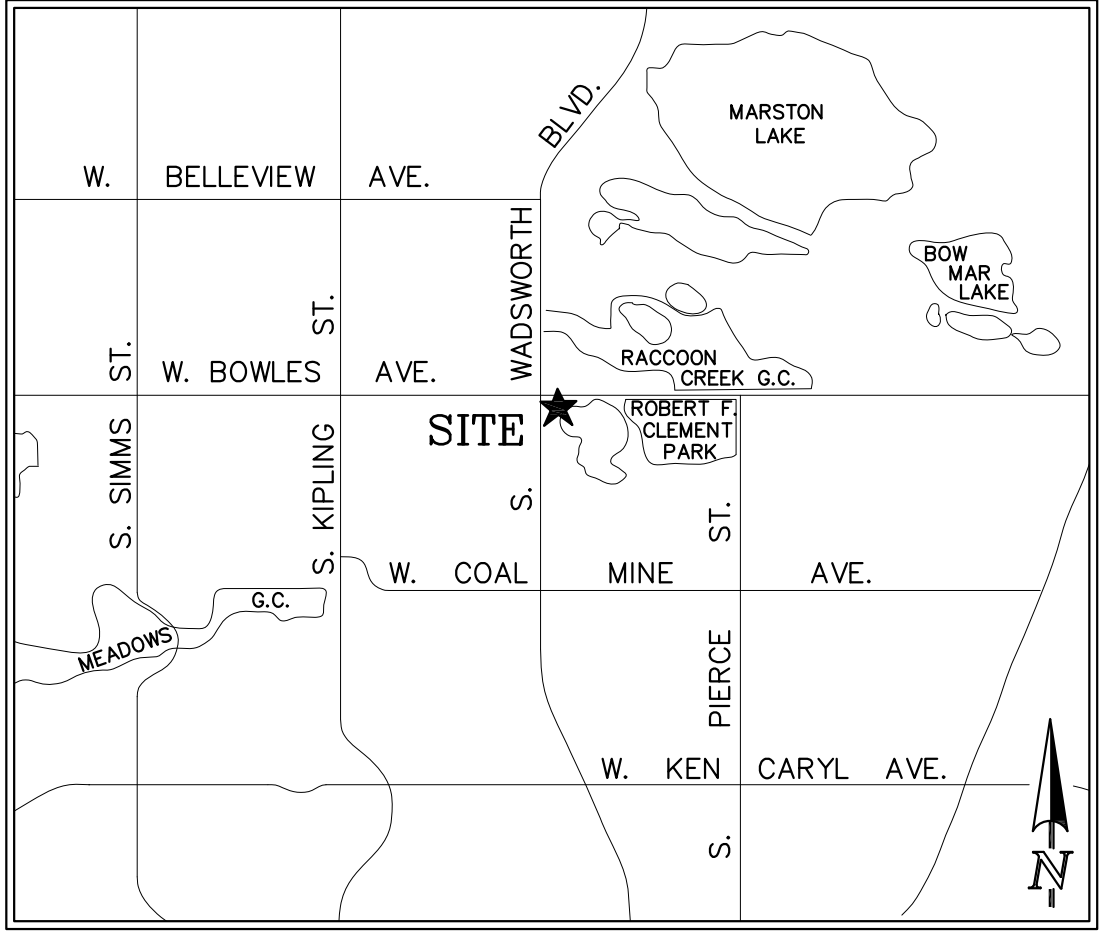 MARSTON
LAKE
W. BELLEVIEW AVE.
S. WADSWORTH BLVD.
BOW
MAR
LAKE
RACCOON
CREEK G.C.
W. BOWLES AVE.
SITE
ROBERT F.
CLEMENT
PARK
S. SIMMS ST.
S. KIPLING ST.
W. COAL MINE AVE.
MEADOWS G.C.
S. PIERCE ST.
W. KEN CARYL AVE.
N